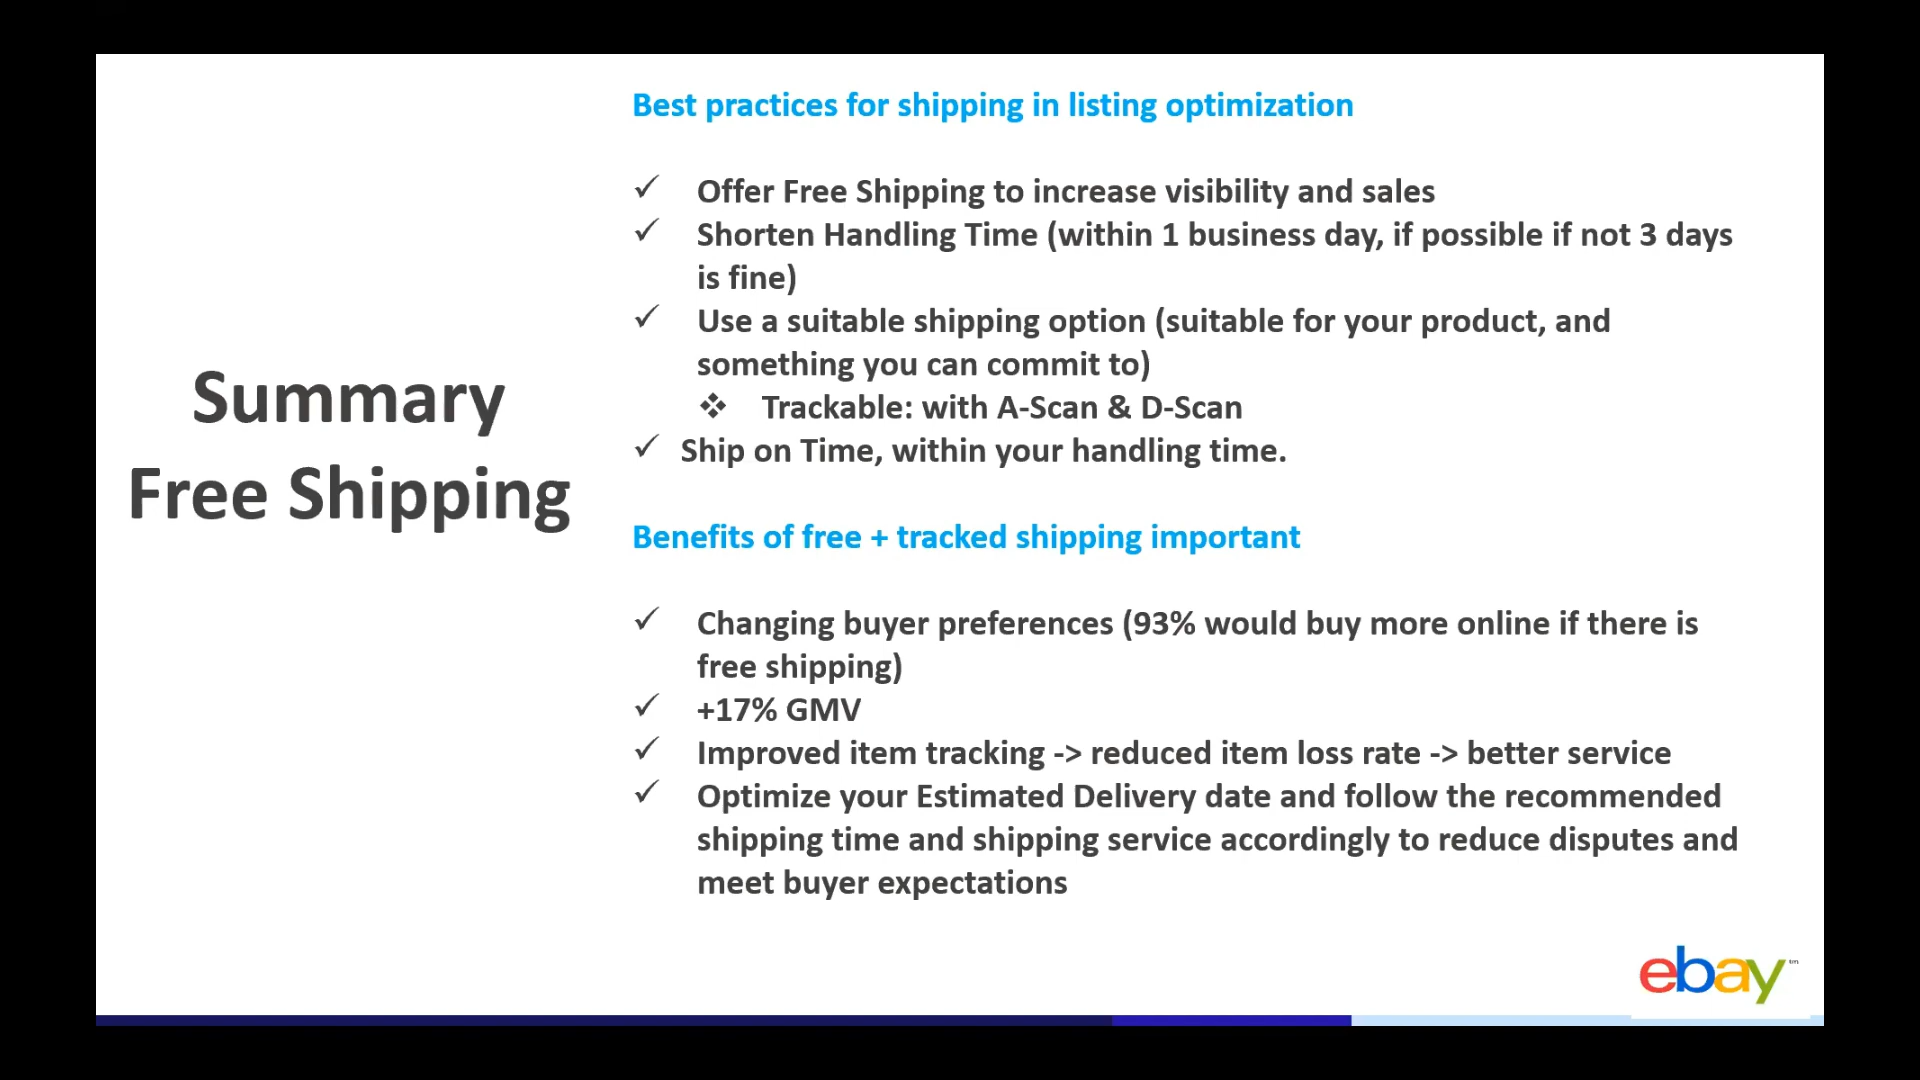 Summary
Free Shipping
Best practices for shipping in listing optimization
✓ Offer Free Shipping to increase visibility and sales
✓ Shorten Handling Time (within 1 business day, if possible if not 3 days
is fine)
✓ Use a suitable shipping option (suitable for your product, and
something you can commit to)
❖ Trackable: with A-Scan & D-Scan
✓ Ship on Time, within your handling time.
Benefits of free + tracked shipping important
✓ Changing buyer preferences (93% would buy more online if there is
free shipping)
✓ +17% GMV
✓ Improved item tracking -> reduced item loss rate -> better service
✓ Optimize your Estimated Delivery date and follow the recommended
shipping time and shipping service accordingly to reduce disputes and
meet buyer expectations
ebay™